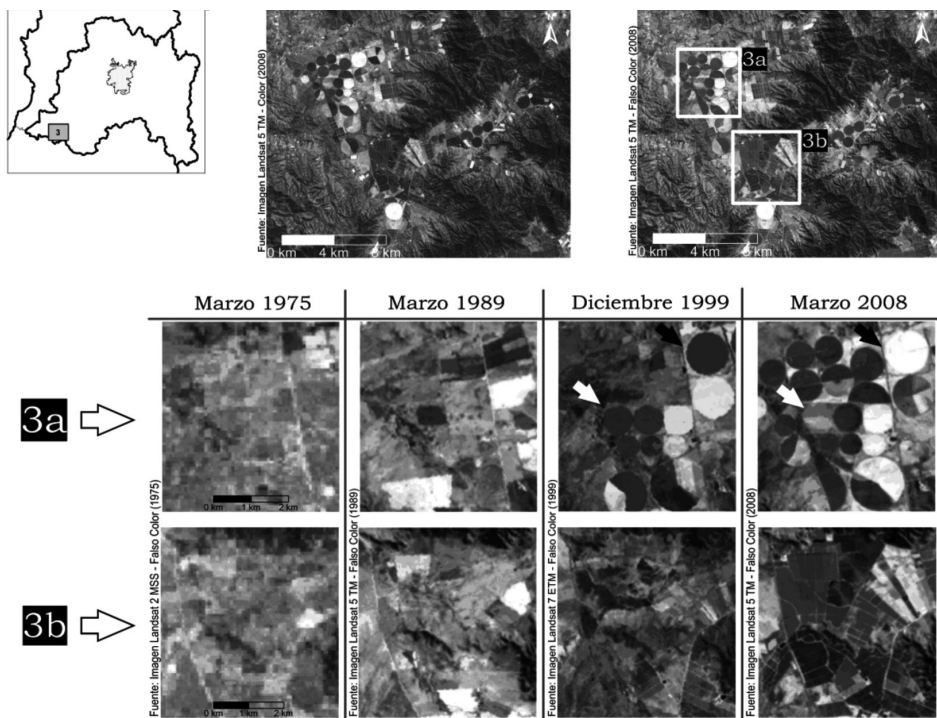 3
Fuente: Imagen Landsat 5 TM - Color (2008)
0 km 4 km 8 km
Fuente: Imagen Landsat 5 TM - Falso Color (2008)
3a
3b
0 km 4 km 8 km
Marzo 1975
Marzo 1989
Diciembre 1999
Marzo 2008
3a
Fuente: Imagen Landsat 2 MSS - Falso Color (1975)
0 km 1 km 2 km
Fuente: Imagen Landsat 5 TM - Falso Color (1989)
Fuente: Imagen Landsat 7 ETM - Falso Color (1999)
Fuente: Imagen Landsat 5 TM - Falso Color (2008)
3b
0 km 1 km 2 km